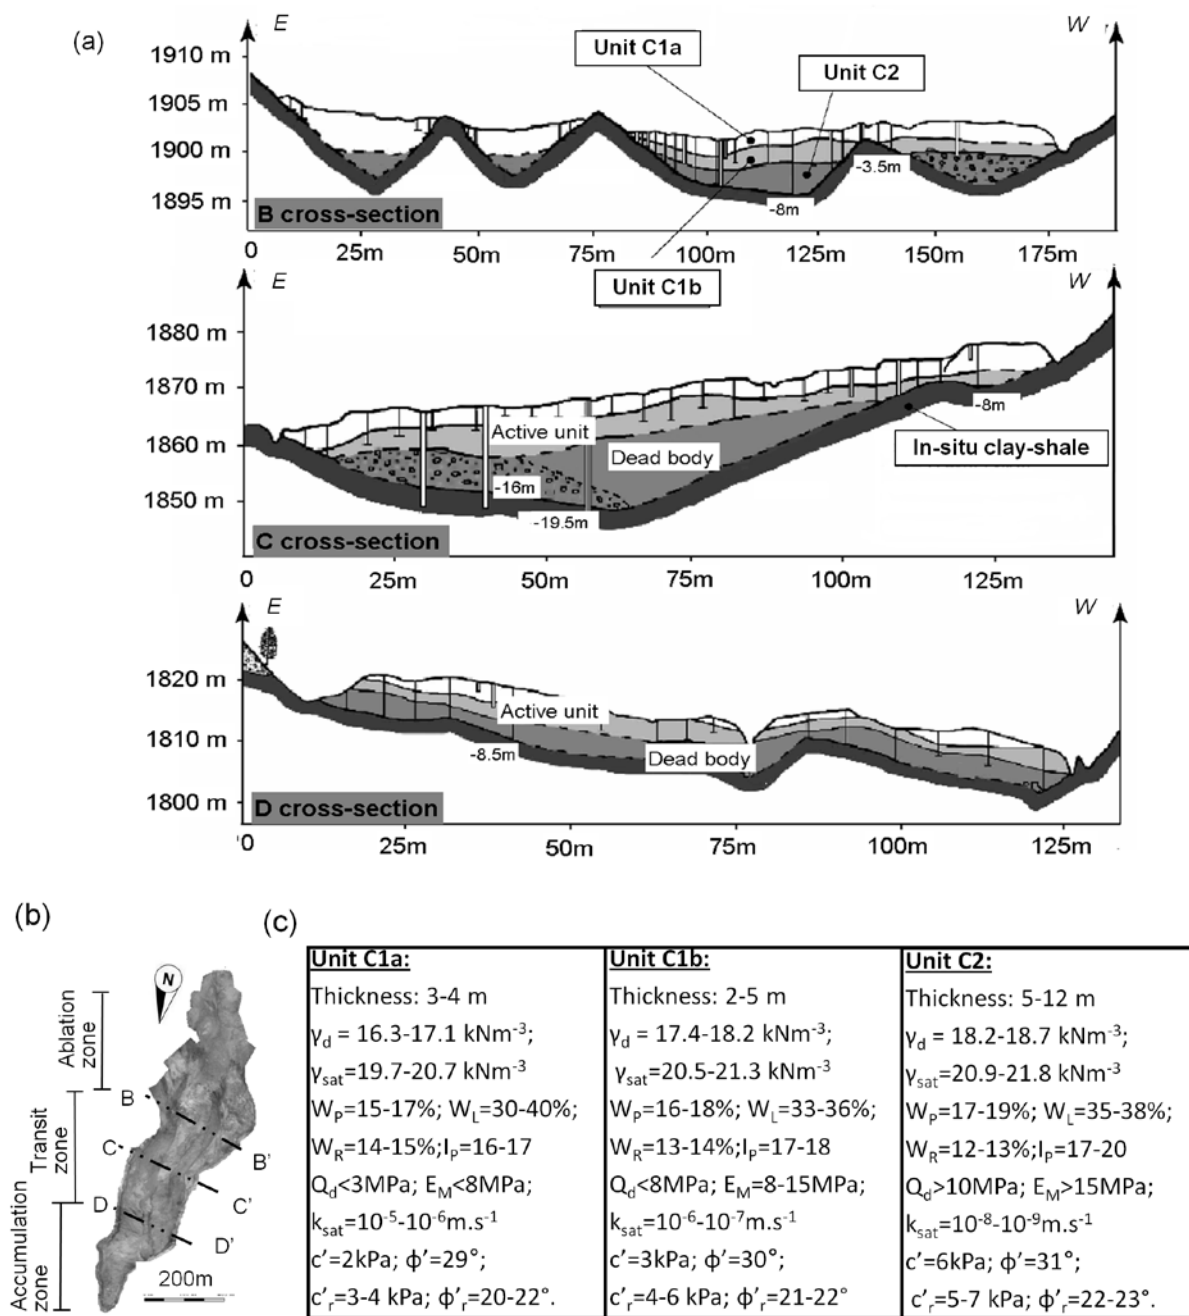 (a)
E
W
1910 m
1905 m
1900 m
1895 m
Unit C1a
Unit C2
-3.5m
-8m
B cross-section
0 25m 50m 75m 100m 125m 150m 175m
Unit C1b
E
W
1880 m
1870 m
1860 m
1850 m
Active unit
Dead body
-8m
In-situ clay-shale
-16m
-19.5m
C cross-section
0 25m 50m 75m 100m 125m
E
W
1820 m
1810 m
1800 m
Active unit
-8.5m
Dead body
D cross-section
0 25m 50m 75m 100m 125m
(b)
N
Ablation zone
Transit zone
Accumulation zone
B
B'
C
C'
D
D'
200m
(c)
Unit C1a:
Thickness: 3-4 m
γd = 16.3-17.1 kNm-3;
γsat=19.7-20.7 kNm-3
WP=15-17%; WL=30-40%;
WR=14-15%;IP=16-17
Qd<3MPa; EM<8MPa;
ksat=10-5-10-6m.s-1
c'=2kPa; ϕ'=29°;
c'r=3-4 kPa; ϕ'r=20-22°.
Unit C1b:
Thickness: 2-5 m
γd = 17.4-18.2 kNm-3;
γsat=20.5-21.3 kNm-3
WP=16-18%; WL=33-36%;
WR=13-14%;IP=17-18
Qd<8MPa; EM=8-15MPa;
ksat=10-6-10-7m.s-1
c'=3kPa; ϕ'=30°;
c'r=4-6 kPa; ϕ'r=21-22°
Unit C2:
Thickness: 5-12 m
γd = 18.2-18.7 kNm-3;
γsat=20.9-21.8 kNm-3
WP=17-19%; WL=35-38%;
WR=12-13%;IP=17-20
Qd>10MPa; EM>15MPa;
ksat=10-8-10-9m.s-1
c'=6kPa; ϕ'=31°;
c'r=5-7 kPa; ϕ'r=22-23°.